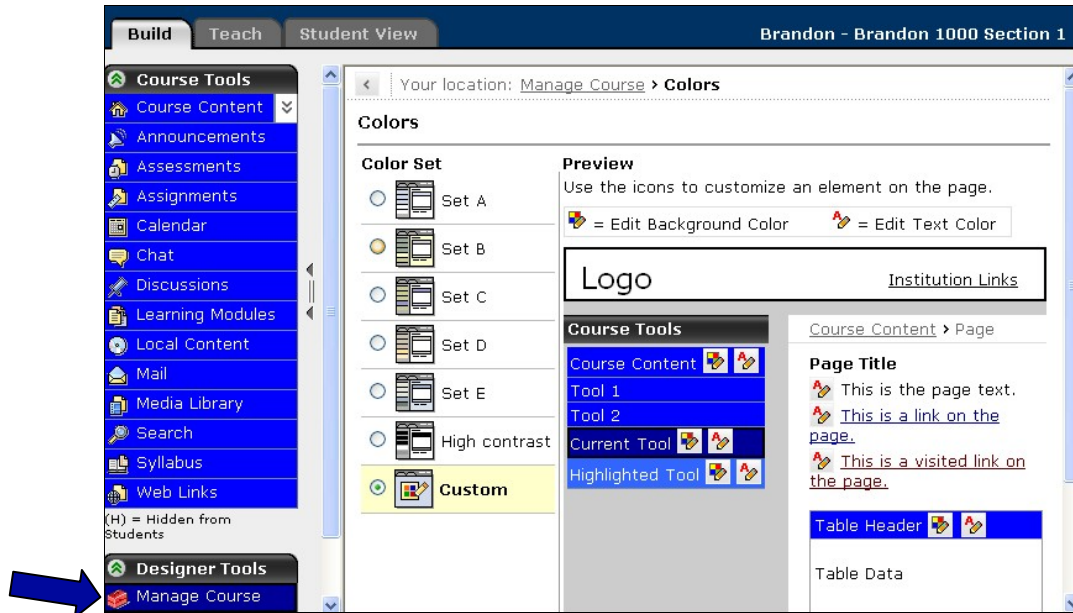 Build
Teach
Student View
Brandon - Brandon 1000 Section 1
Course Tools
Course Content
Announcements
Assessments
Assignments
Calendar
Chat
Discussions
Learning Modules
Local Content
Mail
Media Library
Search
Syllabus
Web Links
(H) = Hidden from
Students
Designer Tools
Manage Course
Your location: Manage Course › Colors
Colors
Color Set
Set A
Set B
Set C
Set D
Set E
High contrast
Custom
Preview
Use the icons to customize an element on the page.
= Edit Background Color
= Edit Text Color
Logo
Institution Links
Course Tools
Course Content
Tool 1
Tool 2
Current Tool
Highlighted Tool
Course Content › Page
Page Title
This is the page text.
This is a link on the
page.
This is a visited link on
the page.
Table Header
Table Data